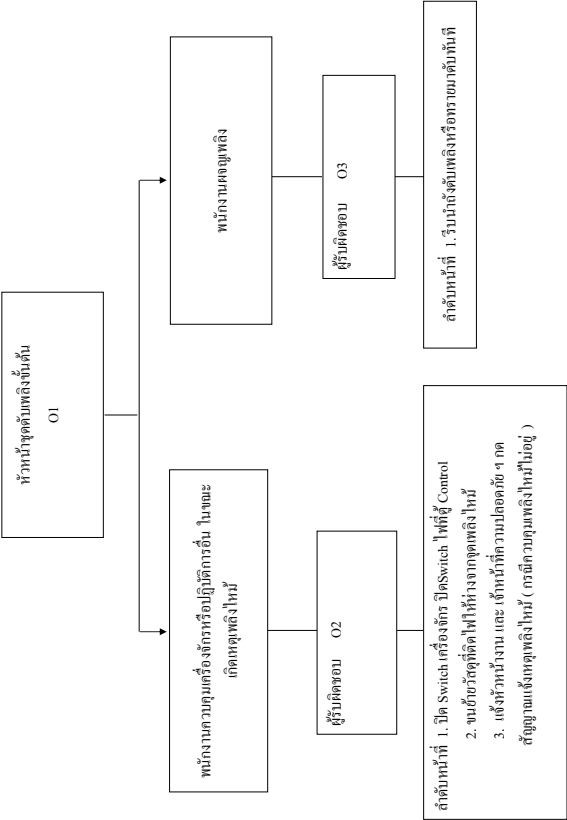 หัวหน้าชุดดับเพลิงขั้นต้น
O1
พนักงานควบคุมเครื่องจักรหรือปฏิบัติการอื่น ในขณะ
เกิดเหตุเพลิงไหม้
ผู้รับผิดชอบ O2
ลำดับหน้าที่ 1. ปิด Switch เครื่องจักร ปิดSwitch ไฟที่ตู้ Control
2. ขนย้ายวัสดุที่ติดไฟให้ห่างจากจุดเพลิงไหม้
3. แจ้งหัวหน้างาน และ เจ้าหน้าที่ความปลอดภัย ฯ กด
สัญญาณแจ้งเหตุเพลิงไหม้ ( กรณีควบคุมเพลิงไหม้ไม่อยู่ )
พนักงานผจญเพลิง
ผู้รับผิดชอบ O3
ลำดับหน้าที่ 1. รีบนำถังดับเพลิงหรือทรายมาดับทันที